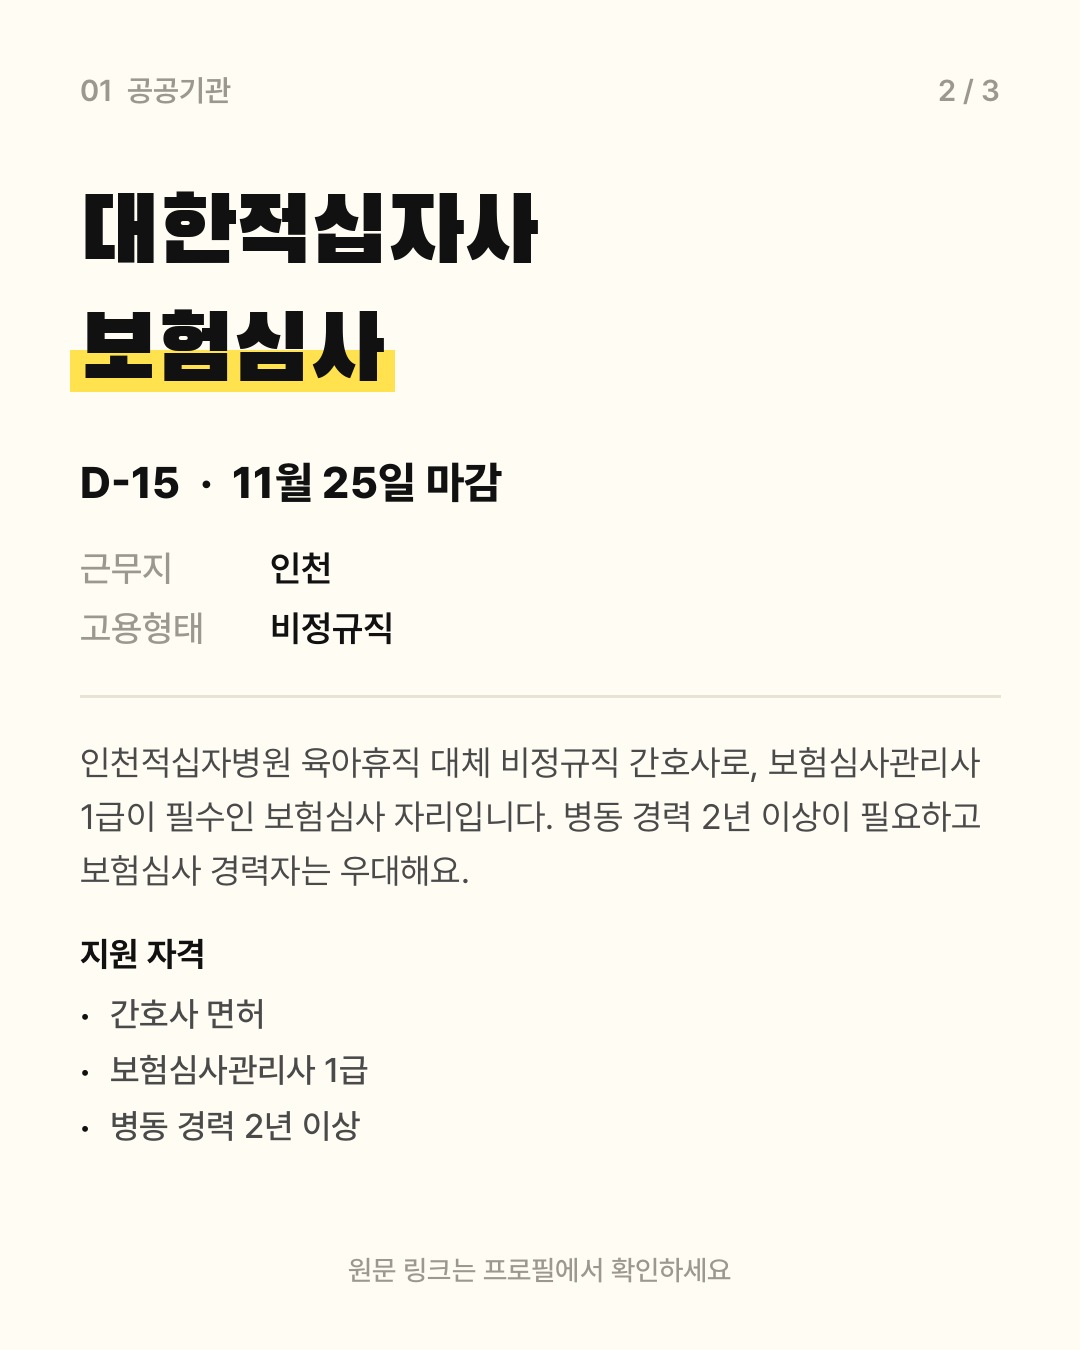 01 공공기관
2 / 3
대한적십자사
보험심사
D-15 · 11월 25일 마감
근무지 인천
고용형태 비정규직
인천적십자병원 육아휴직 대체 비정규직 간호사로, 보험심사관리사
1급이 필수인 보험심사 자리입니다. 병동 경력 2년 이상이 필요하고
보험심사 경력자는 우대해요.
지원 자격
• 간호사 면허
• 보험심사관리사 1급
• 병동 경력 2년 이상
원문 링크는 프로필에서 확인하세요